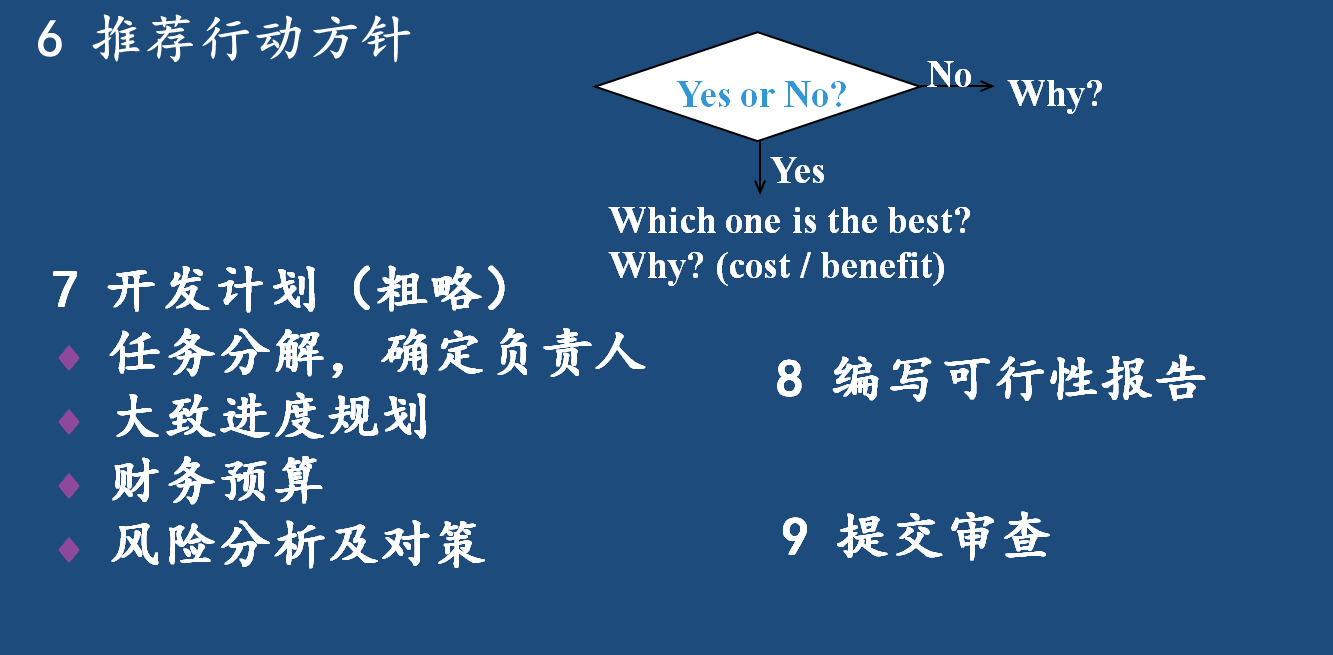 6 推荐行动方针
Yes or No?
No
Why?
Yes
Which one is the best?
Why? (cost / benefit)
7 开发计划（粗略）
任务分解，确定负责人
大致进度规划
财务预算
风险分析及对策
8 编写可行性报告
9 提交审查